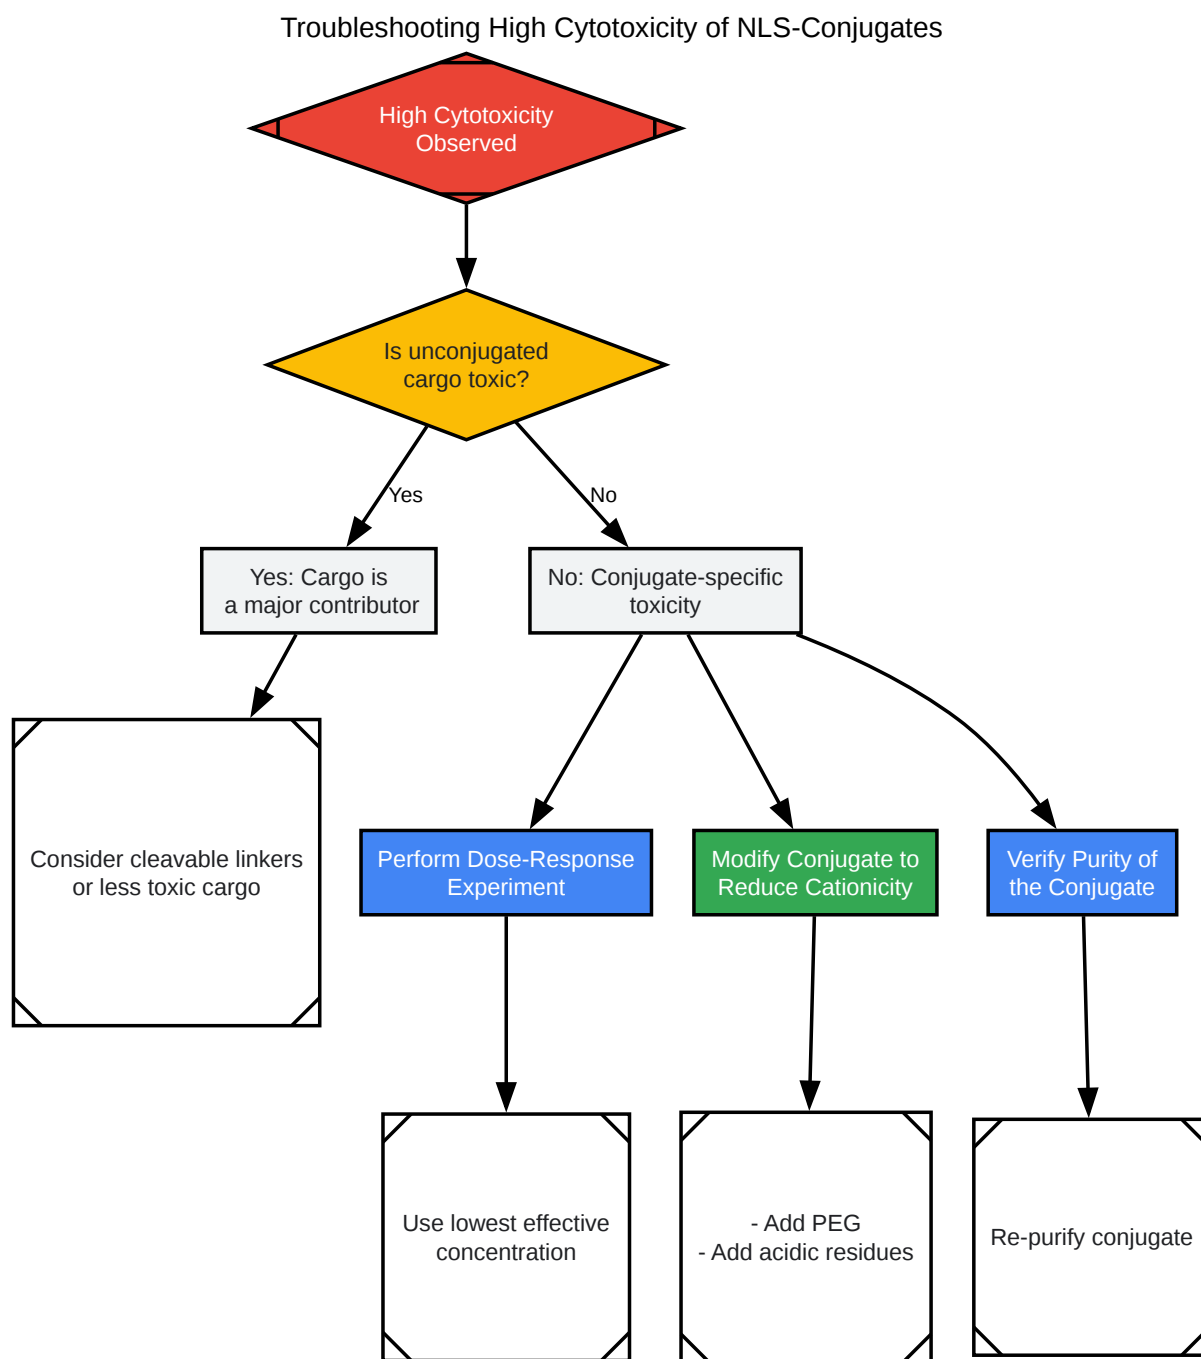 Troubleshooting High Cytotoxicity of NLS-Conjugates
High Cytotoxicity
Observed
Is unconjugated
cargo toxic?
Yes
No
Yes: Cargo is
a major contributor
No: Conjugate-specific
toxicity
Consider cleavable linkers
or less toxic cargo
Perform Dose-Response
Experiment
Modify Conjugate to
Reduce Cationicity
Verify Purity of
the Conjugate
Use lowest effective
concentration
- Add PEG
- Add acidic residues
Re-purify conjugate